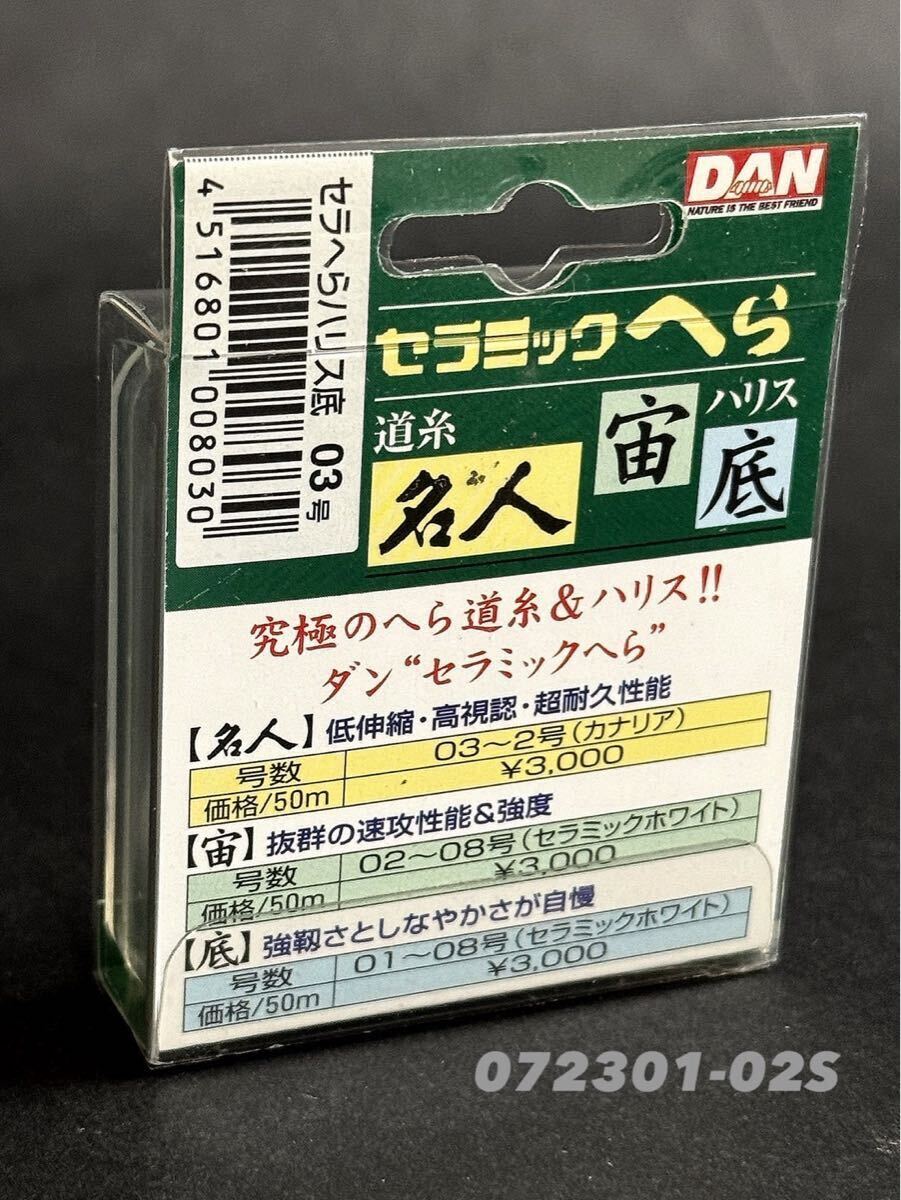 DAN
NATURE IS THE BEST FRIEND
セラへらハリス底 03号
4 516801 008030
セラミックへら
道糸
名人
宙
ハリス
底
究極のへら道糸&ハリス!!
ダン“セラミックへら”
【名人】低伸縮・高視認・超耐久性能
号数 03〜2号(カナリア)
価格/50m ¥3,000
【宙】抜群の速攻性能&強度
号数 02〜08号(セラミックホワイト)
価格/50m ¥3,000
【底】強靱さとしなやかさが自慢
号数 01〜08号(セラミックホワイト)
価格/50m ¥3,000
072301-02S